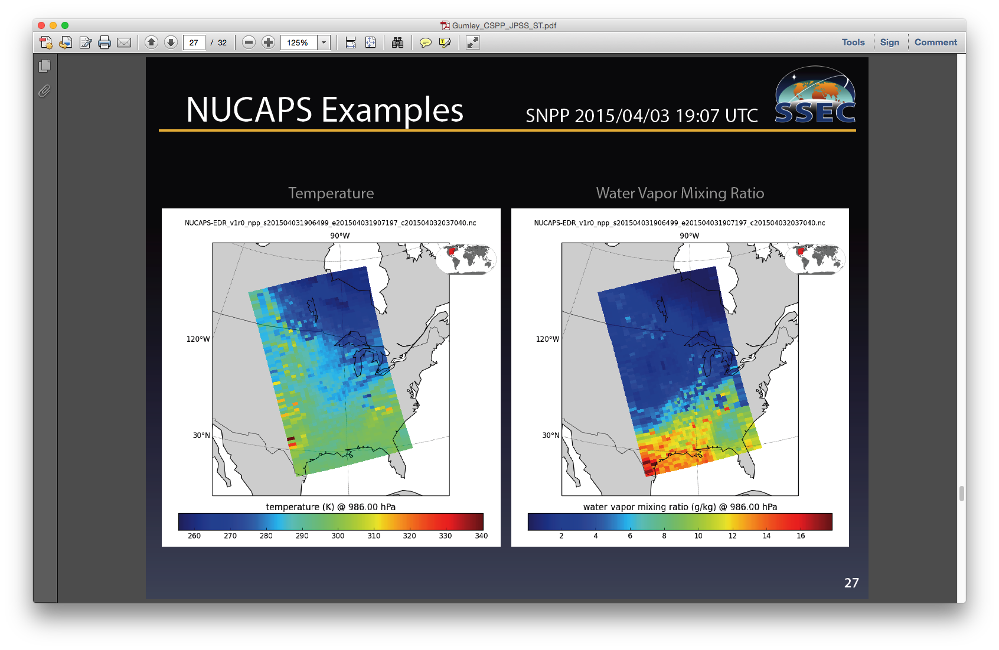 Gumley_CSPP_JPSS_ST.pdf
27 / 32 125% Tools Sign Comment
NUCAPS Examples SNPP 2015/04/03 19:07 UTC
SSEC
Temperature
NUCAPS-EDR_v1r0_npp_s201504031906499_e201504031907197_c201504032037040.nc
90°W
120°W
30°N
temperature (K) @ 986.00 hPa
260 270 280 290 300 310 320 330 340
Water Vapor Mixing Ratio
NUCAPS-EDR_v1r0_npp_s201504031906499_e201504031907197_c201504032037040.nc
90°W
120°W
30°N
water vapor mixing ratio (g/kg) @ 986.00 hPa
2 4 6 8 10 12 14 16
27